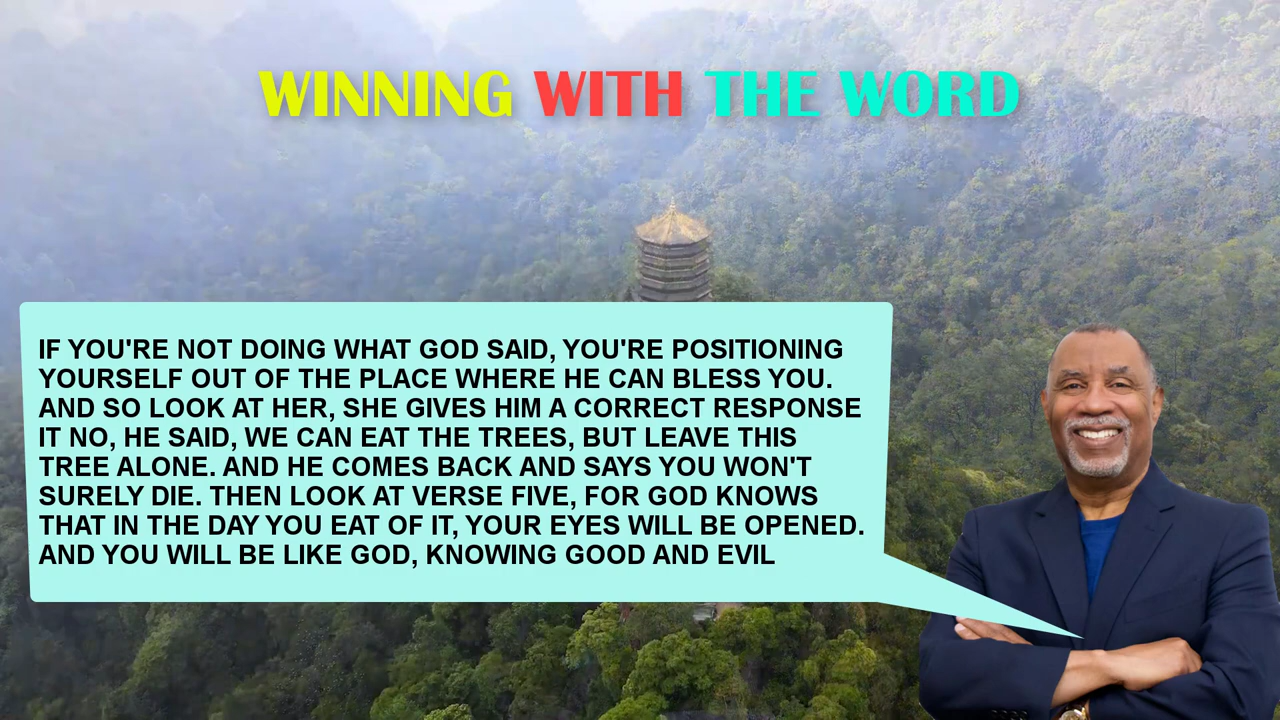 WINNING WITH THE WORD
IF YOU'RE NOT DOING WHAT GOD SAID, YOU'RE POSITIONING
YOURSELF OUT OF THE PLACE WHERE HE CAN BLESS YOU.
AND SO LOOK AT HER, SHE GIVES HIM A CORRECT RESPONSE
IT NO, HE SAID, WE CAN EAT THE TREES, BUT LEAVE THIS
TREE ALONE. AND HE COMES BACK AND SAYS YOU WON'T
SURELY DIE. THEN LOOK AT VERSE FIVE, FOR GOD KNOWS
THAT IN THE DAY YOU EAT OF IT, YOUR EYES WILL BE OPENED.
AND YOU WILL BE LIKE GOD, KNOWING GOOD AND EVIL